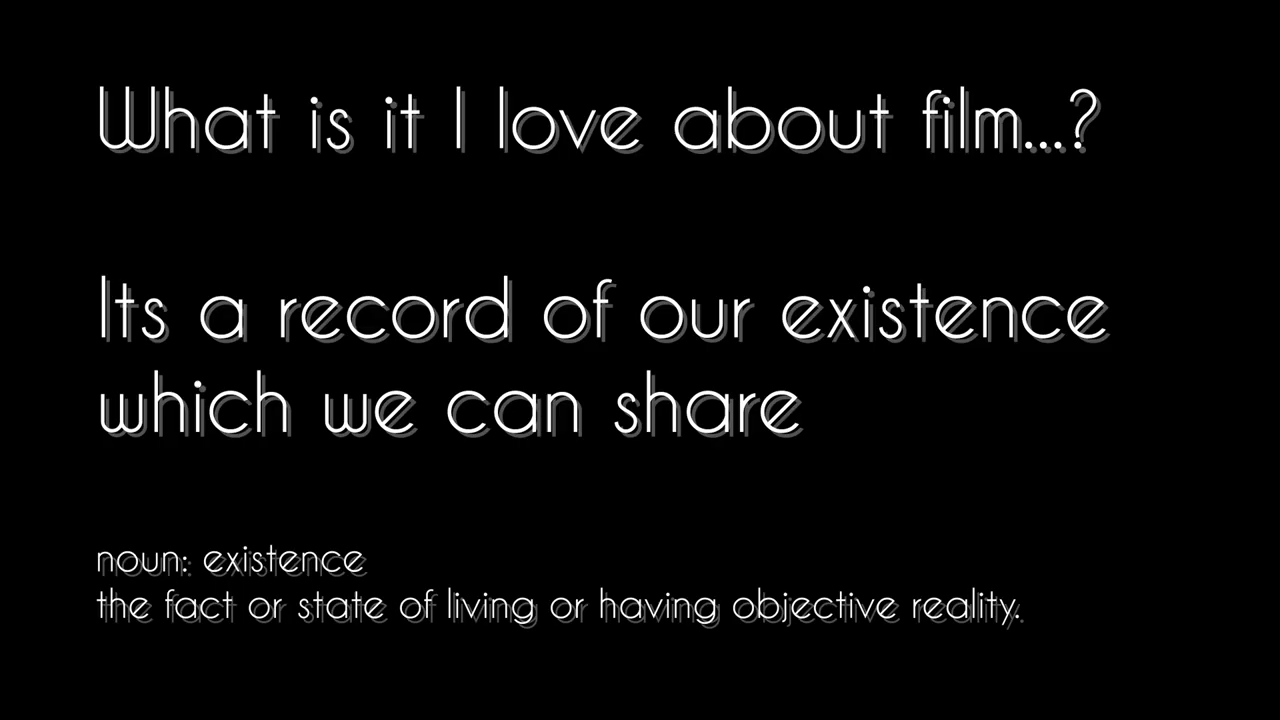 What is it I love about film...?
Its a record of our existence
which we can share
noun: existence
the fact or state of living or having objective reality.